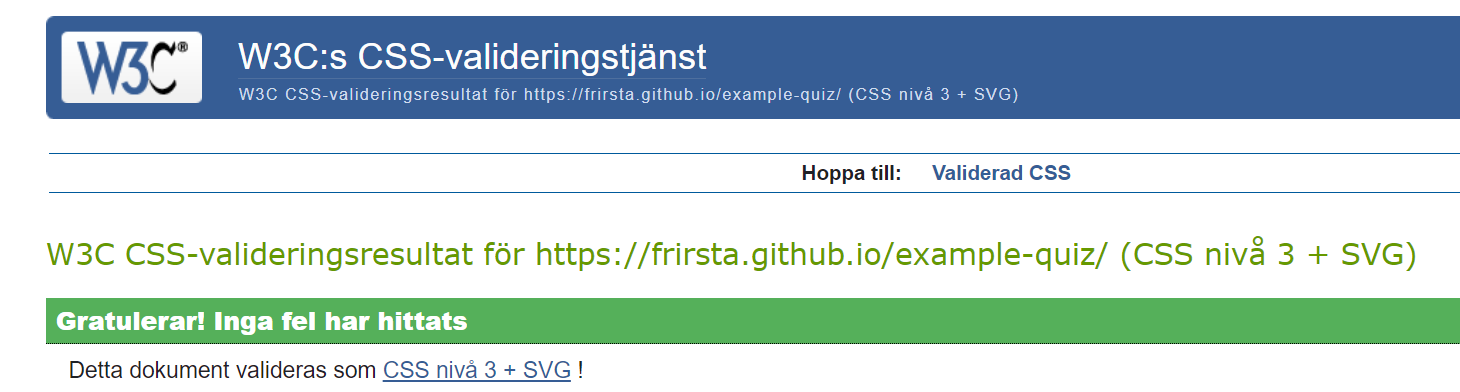 W3C®
W3C:s CSS-valideringstjänst
W3C CSS-valideringsresultat för https://frirsta.github.io/example-quiz/ (CSS nivå 3 + SVG)
Hoppa till: Validerad CSS
W3C CSS-valideringsresultat för https://frirsta.github.io/example-quiz/ (CSS nivå 3 + SVG)
Gratulerar! Inga fel har hittats
Detta dokument valideras som CSS nivå 3 + SVG !